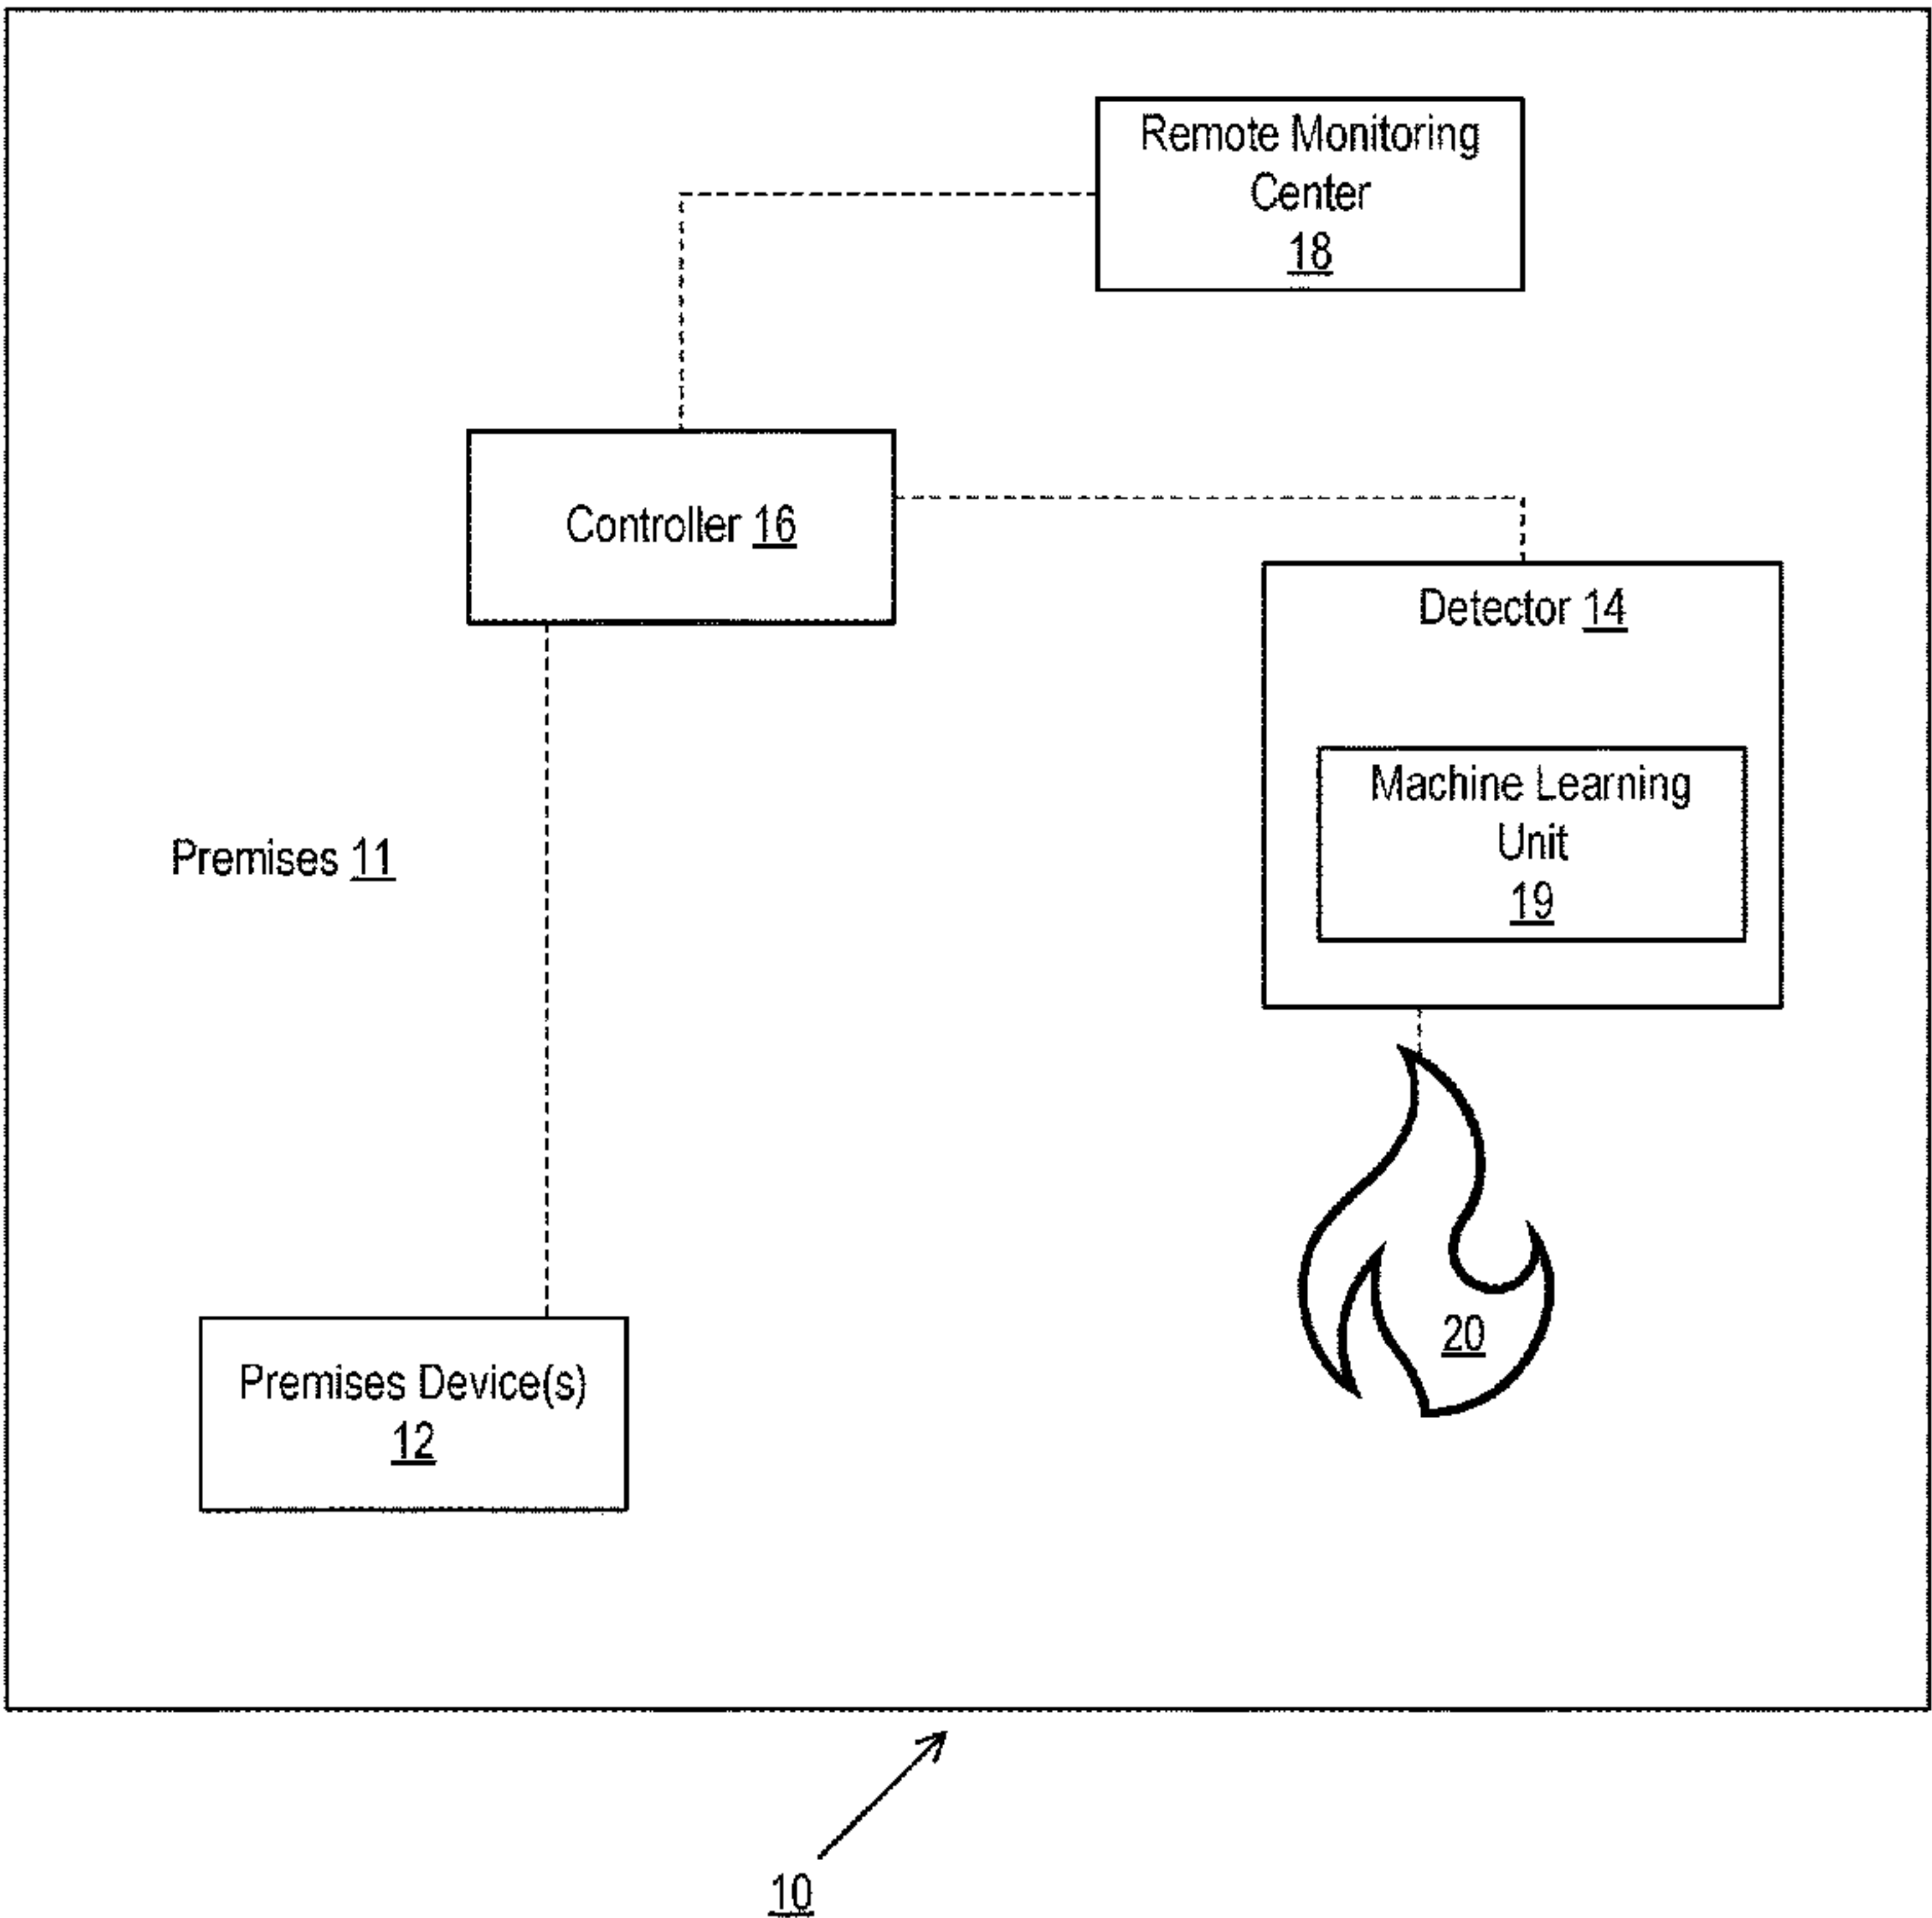 Remote Monitoring
Center
18
Controller 16
Detector 14
Machine Learning
Unit
19
Premises 11
20
Premises Device(s)
12
10